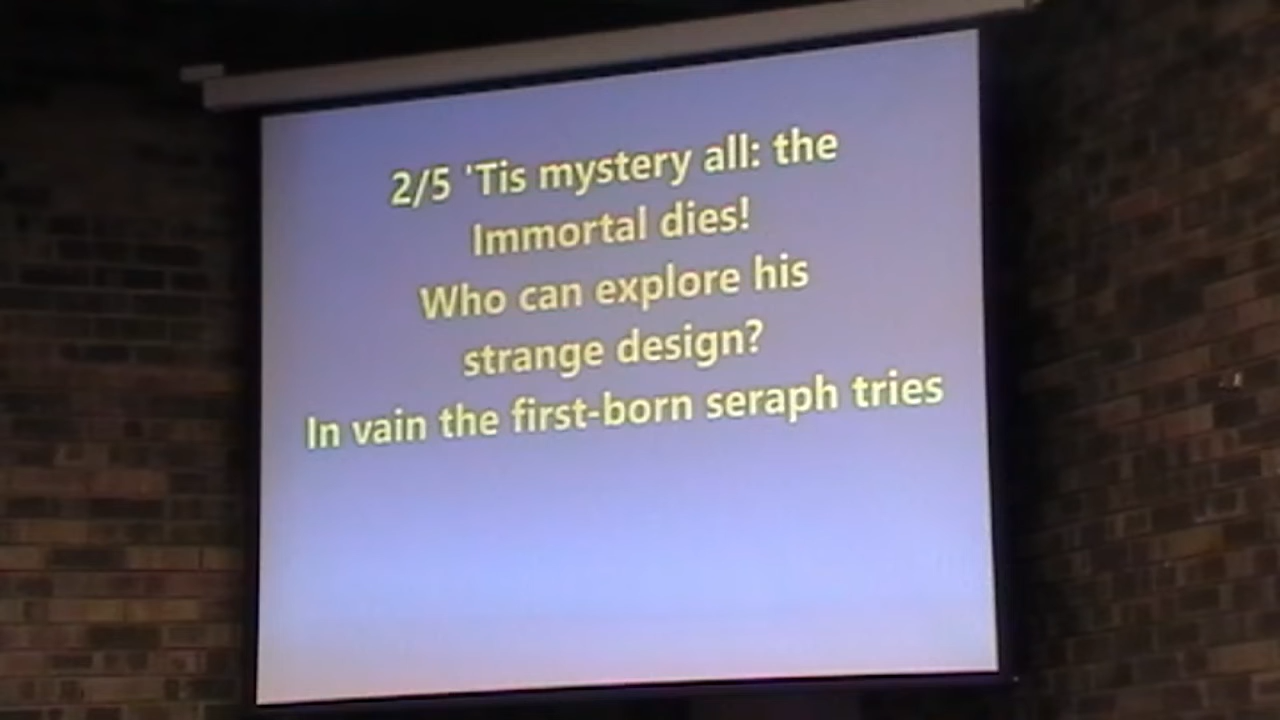 2/5 'Tis mystery all: the
Immortal dies!
Who can explore his
strange design?
In vain the first-born seraph tries